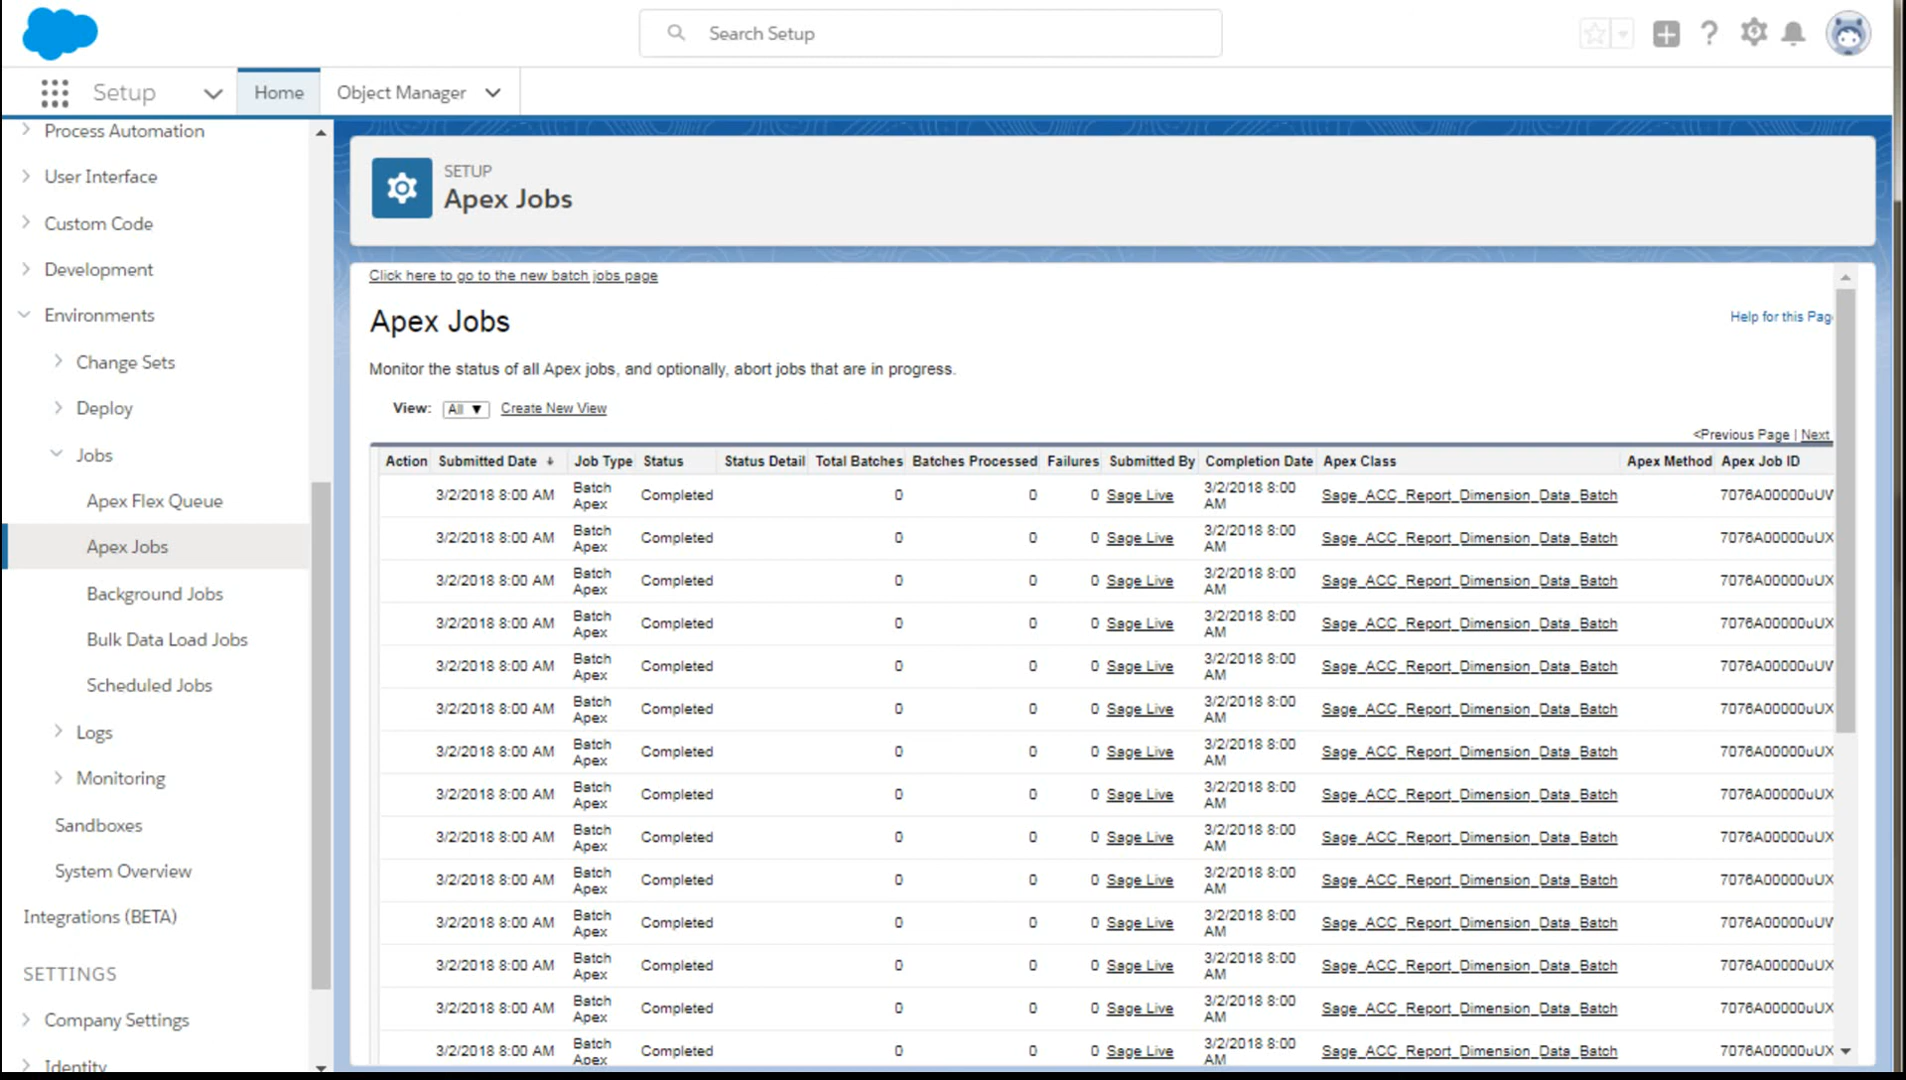 Search Setup
Setup
Home
Object Manager
Process Automation
User Interface
Custom Code
Development
Environments
Change Sets
Deploy
Jobs
Apex Flex Queue
Apex Jobs
Background Jobs
Bulk Data Load Jobs
Scheduled Jobs
Logs
Monitoring
Sandboxes
System Overview
Integrations (BETA)
SETTINGS
Company Settings
Identity
SETUP
Apex Jobs
Click here to go to the new batch jobs page
Apex Jobs
Help for this Pag
Monitor the status of all Apex jobs, and optionally, abort jobs that are in progress.
View: All Create New View
<Previous Page | Next
Action Submitted Date Job Type Status Status Detail Total Batches Batches Processed Failures Submitted By Completion Date Apex Class Apex Method Apex Job ID
3/2/2018 8:00 AM Batch Apex Completed 0 0 0 Sage Live 3/2/2018 8:00 AM Sage_ACC_Report_Dimension_Data_Batch 7076A00000uUV
3/2/2018 8:00 AM Batch Apex Completed 0 0 0 Sage Live 3/2/2018 8:00 AM Sage_ACC_Report_Dimension_Data_Batch 7076A00000uUX
3/2/2018 8:00 AM Batch Apex Completed 0 0 0 Sage Live 3/2/2018 8:00 AM Sage_ACC_Report_Dimension_Data_Batch 7076A00000uUX
3/2/2018 8:00 AM Batch Apex Completed 0 0 0 Sage Live 3/2/2018 8:00 AM Sage_ACC_Report_Dimension_Data_Batch 7076A00000uUX
3/2/2018 8:00 AM Batch Apex Completed 0 0 0 Sage Live 3/2/2018 8:00 AM Sage_ACC_Report_Dimension_Data_Batch 7076A00000uUV
3/2/2018 8:00 AM Batch Apex Completed 0 0 0 Sage Live 3/2/2018 8:00 AM Sage_ACC_Report_Dimension_Data_Batch 7076A00000uUX
3/2/2018 8:00 AM Batch Apex Completed 0 0 0 Sage Live 3/2/2018 8:00 AM Sage_ACC_Report_Dimension_Data_Batch 7076A00000uUX
3/2/2018 8:00 AM Batch Apex Completed 0 0 0 Sage Live 3/2/2018 8:00 AM Sage_ACC_Report_Dimension_Data_Batch 7076A00000uUX
3/2/2018 8:00 AM Batch Apex Completed 0 0 0 Sage Live 3/2/2018 8:00 AM Sage_ACC_Report_Dimension_Data_Batch 7076A00000uUX
3/2/2018 8:00 AM Batch Apex Completed 0 0 0 Sage Live 3/2/2018 8:00 AM Sage_ACC_Report_Dimension_Data_Batch 7076A00000uUX
3/2/2018 8:00 AM Batch Apex Completed 0 0 0 Sage Live 3/2/2018 8:00 AM Sage_ACC_Report_Dimension_Data_Batch 7076A00000uUV
3/2/2018 8:00 AM Batch Apex Completed 0 0 0 Sage Live 3/2/2018 8:00 AM Sage_ACC_Report_Dimension_Data_Batch 7076A00000uUX
3/2/2018 8:00 AM Batch Apex Completed 0 0 0 Sage Live 3/2/2018 8:00 AM Sage_ACC_Report_Dimension_Data_Batch 7076A00000uUX
3/2/2018 8:00 AM Batch Apex Completed 0 0 0 Sage Live 3/2/2018 8:00 AM Sage_ACC_Report_Dimension_Data_Batch 7076A00000uUX